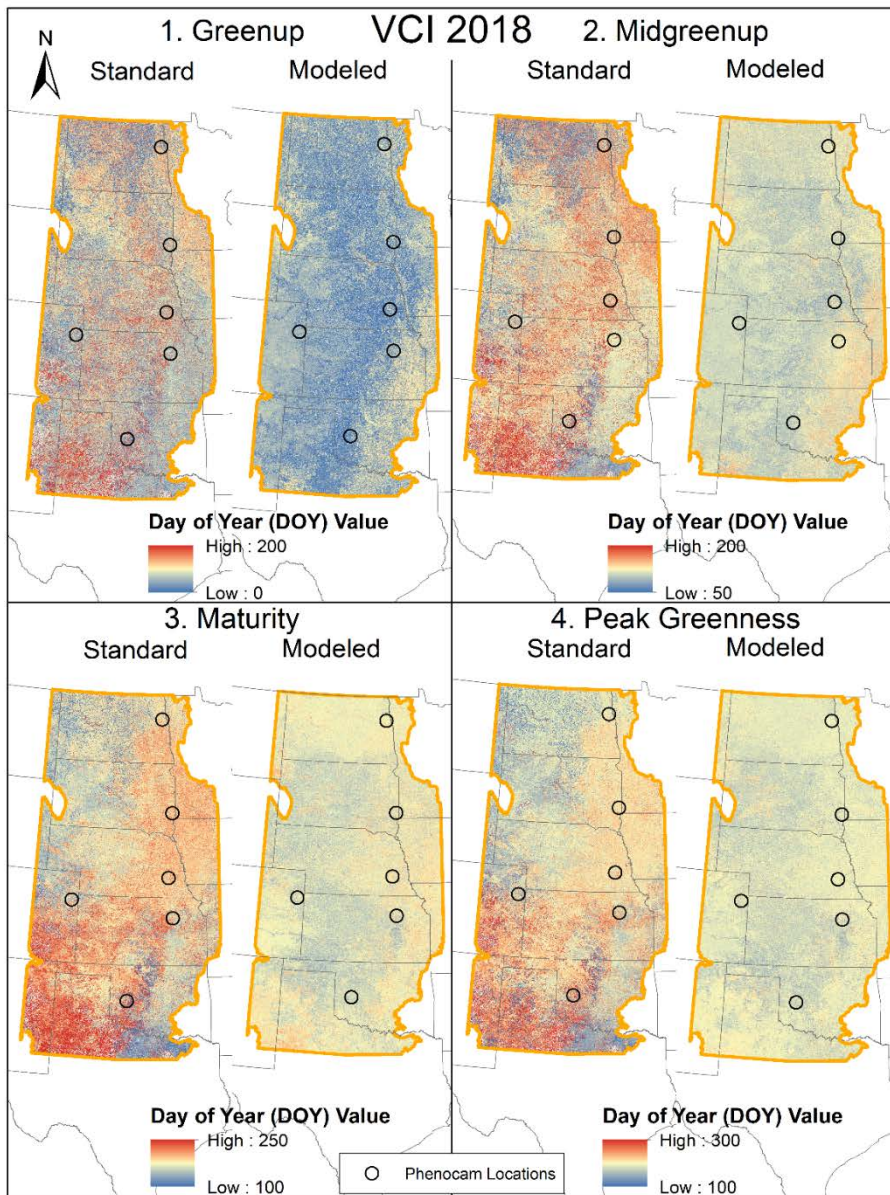 VCI 2018
N
1. Greenup
Standard Modeled
Day of Year (DOY) Value
High : 200
Low : 0
2. Midgreenup
Standard Modeled
Day of Year (DOY) Value
High : 200
Low : 50
3. Maturity
Standard Modeled
Day of Year (DOY) Value
High : 250
Low : 100
4. Peak Greenness
Standard Modeled
Day of Year (DOY) Value
High : 300
Low : 100
Phenocam Locations